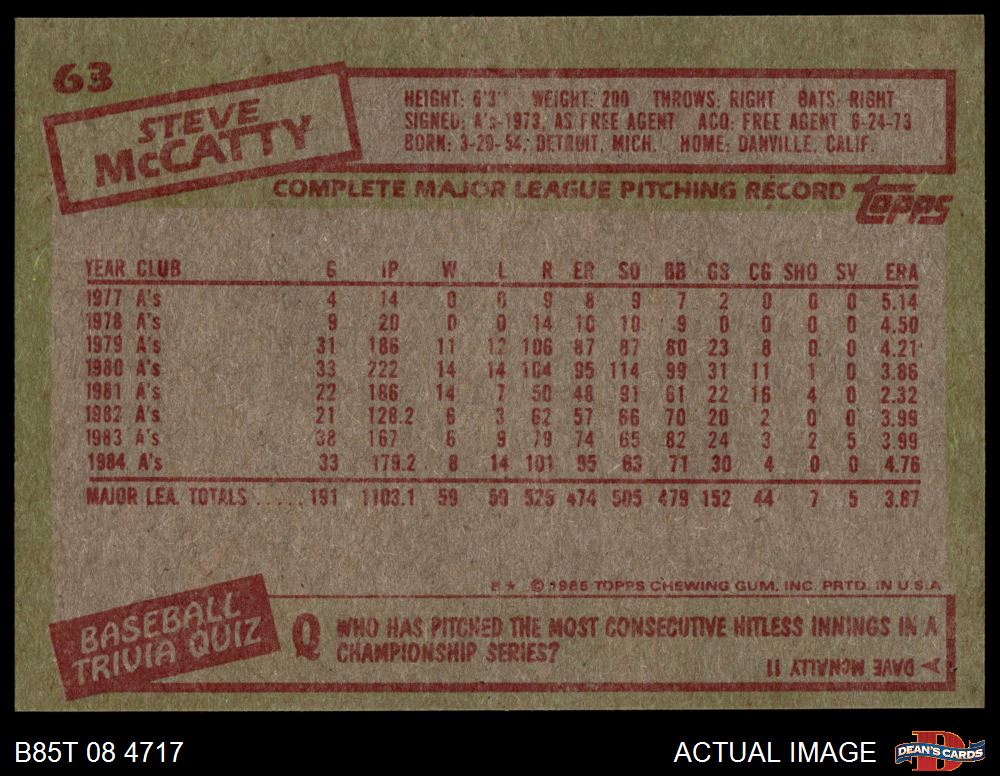 63
STEVE
McCATTY
HEIGHT: 6'3" WEIGHT: 200 THROWS: RIGHT BATS: RIGHT
SIGNED: A's-1973, AS FREE AGENT ACQ: FREE AGENT 6-24-73
BORN: 3-20-54, DETROIT, MICH. HOME: DANVILLE, CALIF.
COMPLETE MAJOR LEAGUE PITCHING RECORD
topps
YEAR CLUB G IP W L R ER SO BB GS CG SHO SV ERA
1977 A's 4 14 0 0 9 8 9 7 2 0 0 0 5.14
1978 A's 9 20 0 0 14 10 10 9 0 0 0 0 4.50
1979 A's 31 186 11 12 106 87 87 80 23 8 0 0 4.21
1980 A's 33 222 14 14 104 95 114 99 31 11 1 0 3.86
1981 A's 22 186 14 7 50 48 91 61 22 16 4 0 2.32
1982 A's 21 128.2 6 3 62 57 66 70 20 2 0 0 3.99
1983 A's 38 167 6 9 79 74 65 82 24 3 2 5 3.99
1984 A's 33 179.2 8 14 101 95 63 71 30 4 0 0 4.76
MAJOR LEA. TOTALS ...... 191 1103.1 59 59 525 474 505 479 152 44 7 5 3.87
© 1985 TOPPS CHEWING GUM, INC. PRTD. IN U.S.A
BASEBALL
TRIVIA QUIZ
Q WHO HAS PITCHED THE MOST CONSECUTIVE HITLESS INNINGS IN A
CHAMPIONSHIP SERIES?
A DAVE McNALLY 11
B85T 08 4717
ACTUAL IMAGE
DEAN'S CARDS